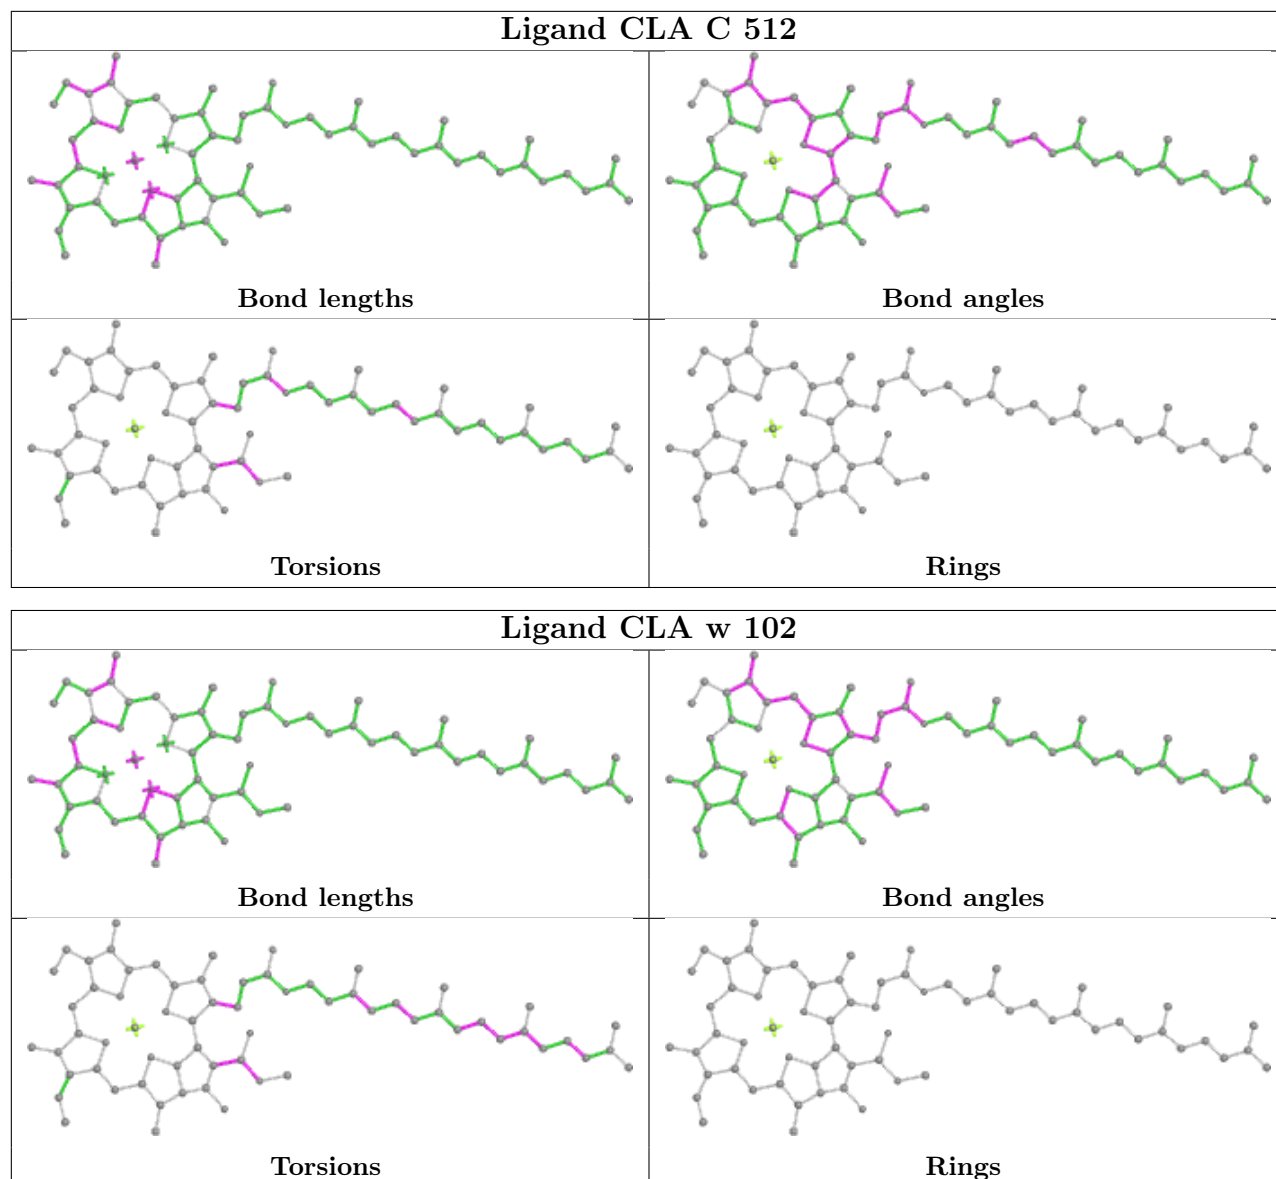 Ligand CLA C 512
Bond lengths
Bond angles
Torsions
Rings
Ligand CLA w 102
Bond lengths
Bond angles
Torsions
Rings